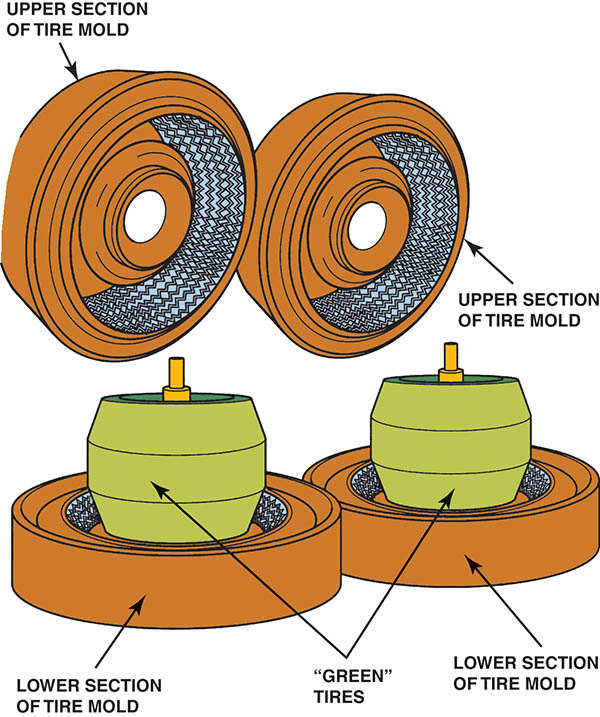 UPPER SECTION
OF TIRE MOLD
UPPER SECTION
OF TIRE MOLD
LOWER SECTION
OF TIRE MOLD
“GREEN”
TIRES
LOWER SECTION
OF TIRE MOLD